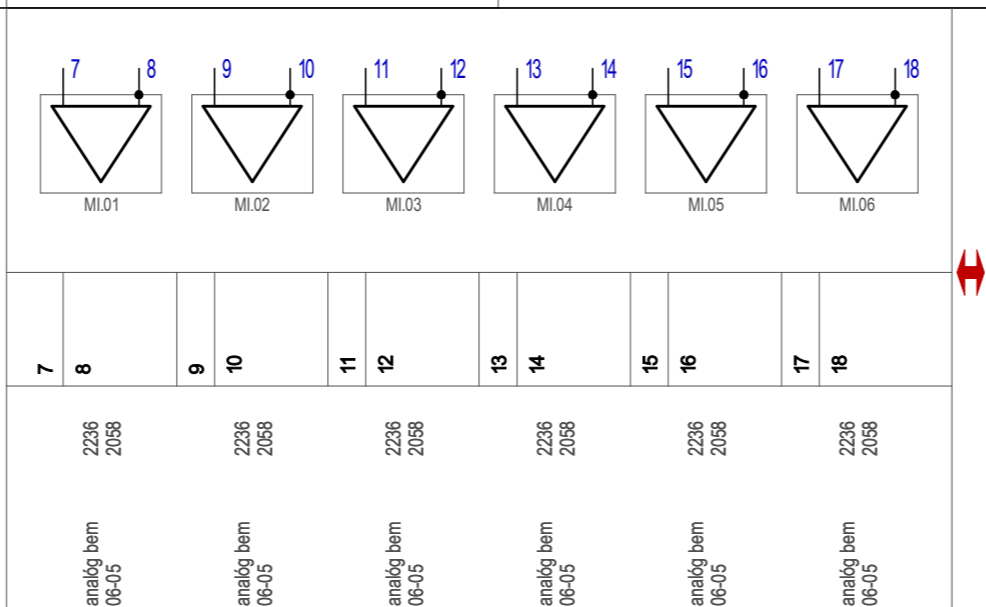 7 8 9 10 11 12 13 14 15 16 17 18
MI.01 MI.02 MI.03 MI.04 MI.05 MI.06
7 8 9 10 11 12 13 14 15 16 17 18
2236 2236 2236 2236 2236 2236
2058 2058 2058 2058 2058 2058
analóg bem analóg bem analóg bem analóg bem analóg bem analóg bem
06-05 06-05 06-05 06-05 06-05 06-05